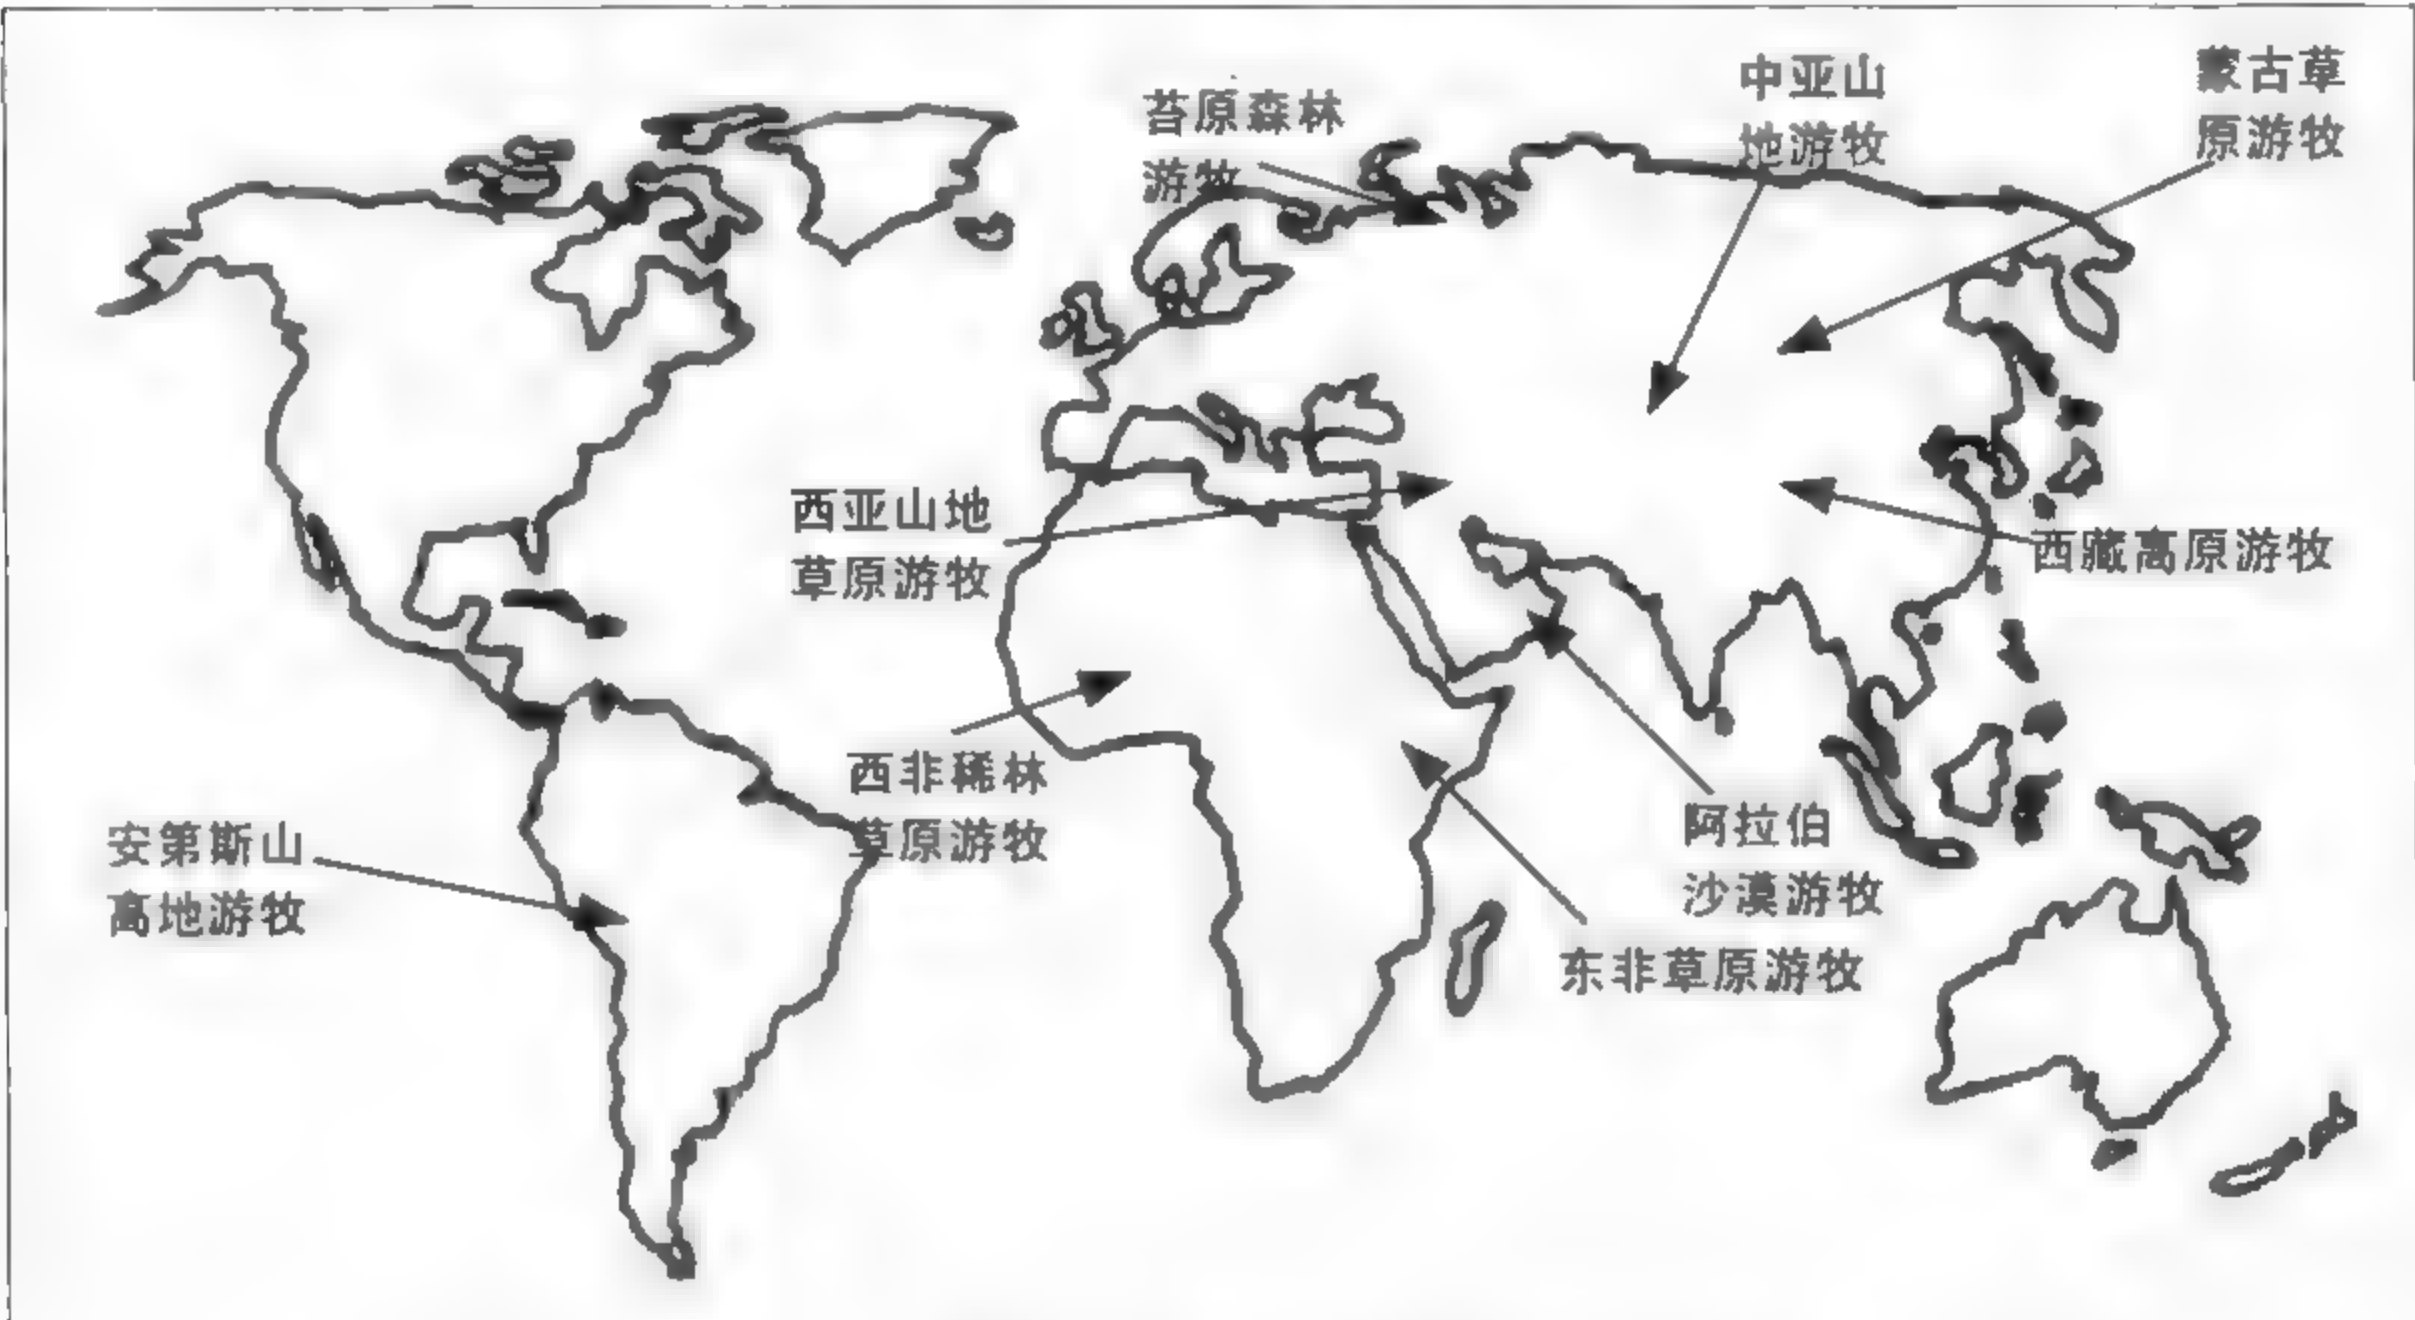 苔原森林
游牧
中亚山
地游牧
蒙古草
原游牧
西亚山地
草原游牧
西藏高原游牧
西非稀林
草原游牧
安第斯山
高地游牧
阿拉伯
沙漠游牧
东非草原游牧